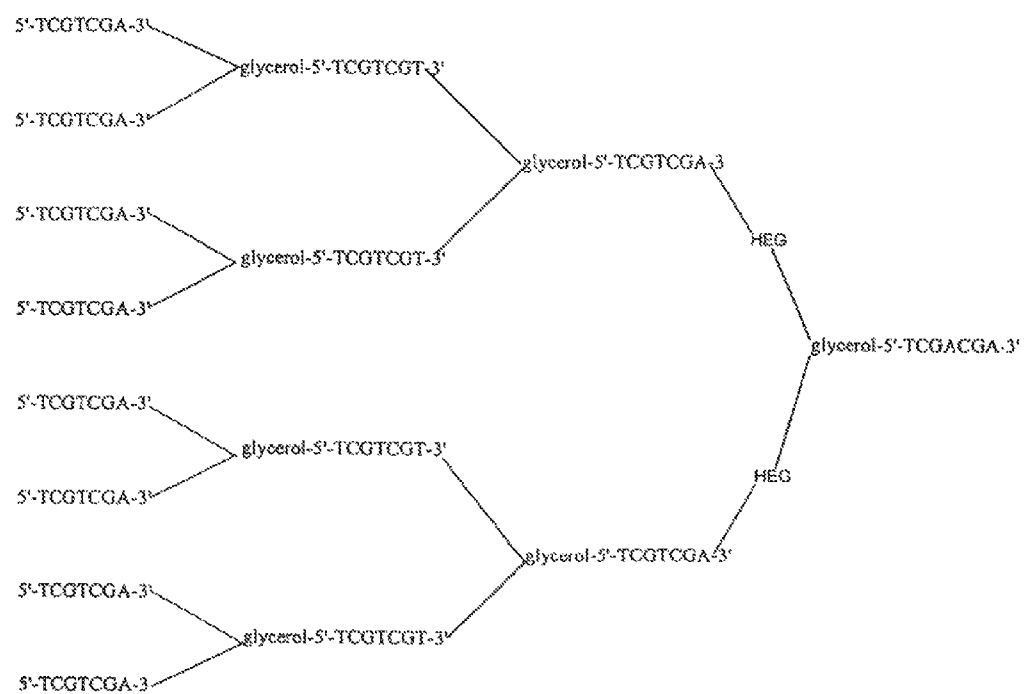 5'-TCGTCGA-3'
glycerol-5'-TCGTCGT-3'
5'-TCGTCGA-3'
glycerol-5'-TCGTCGA-3
5'-TCGTCGA-3'
HEG
glycerol-5'-TCGTCGT-3'
5'-TCGTCGA-3'
glycerol-5'-TCGACGA-3'
5'-TCGTCGA-3'
glycerol-5'-TCGTCGT-3'
HEG
5'-TCGTCGA-3'
glycerol-5'-TCGTCGA-3'
5'-TCGTCGA-3'
glycerol-5'-TCGTCGT-3'
5'-TCGTCGA-3